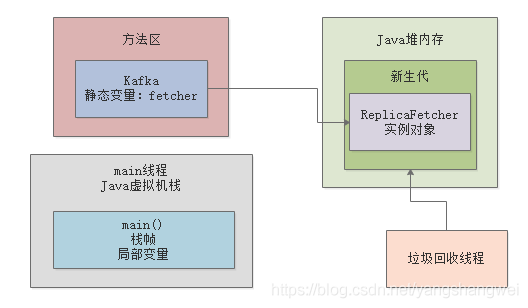 方法区
Kafka
静态变量：fetcher
Java堆内存
新生代
ReplicaFetcher
实例对象
main线程
Java虚拟机栈
main()
栈帧
局部变量
垃圾回收线程
https://blog.csdn.net/yangshangwei